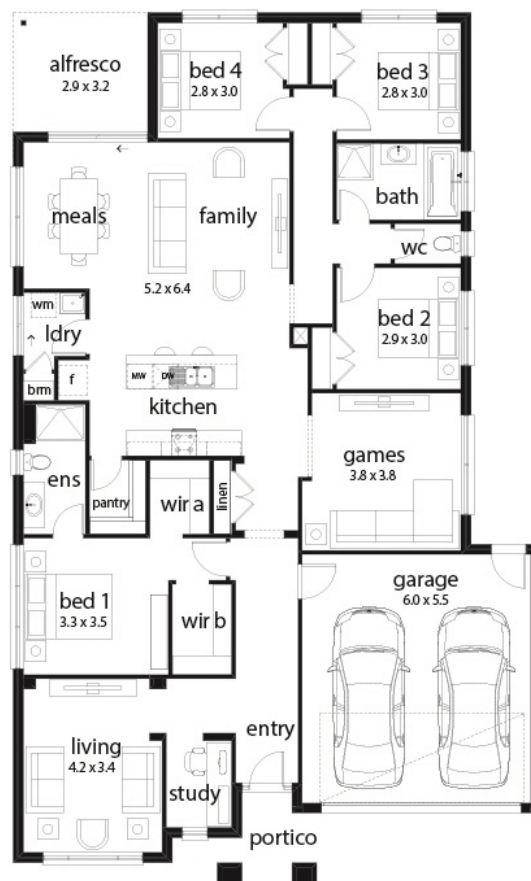 alfresco
2.9 x 3.2
bed 4
2.8 x 3.0
bed 3
2.8 x 3.0
bath
meals
family
wc
5.2 x 6.4
wm
ldry
bed 2
2.9 x 3.0
brm
f
MW
DW
kitchen
games
3.8 x 3.8
ens
pantry
wir a
linen
bed 1
3.3 x 3.5
garage
6.0 x 5.5
wir b
living
4.2 x 3.4
entry
study
portico